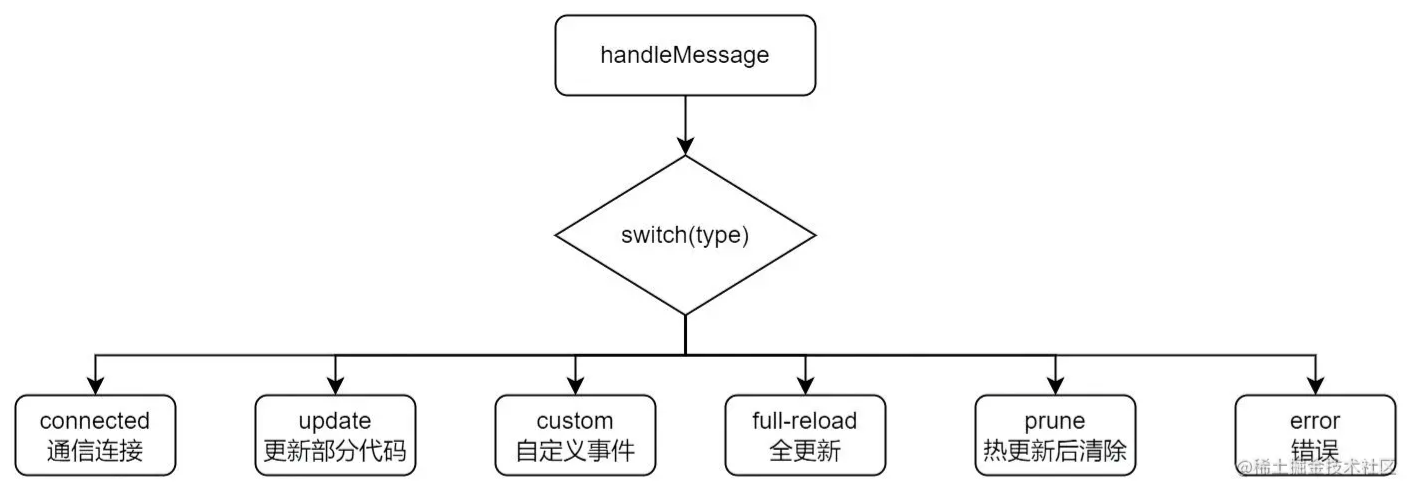 handleMessage
switch(type)
connected
通信连接
update
更新部分代码
custom
自定义事件
full-reload
全更新
prune
热更新后清除
error
错误
@稀土掘金技术社区